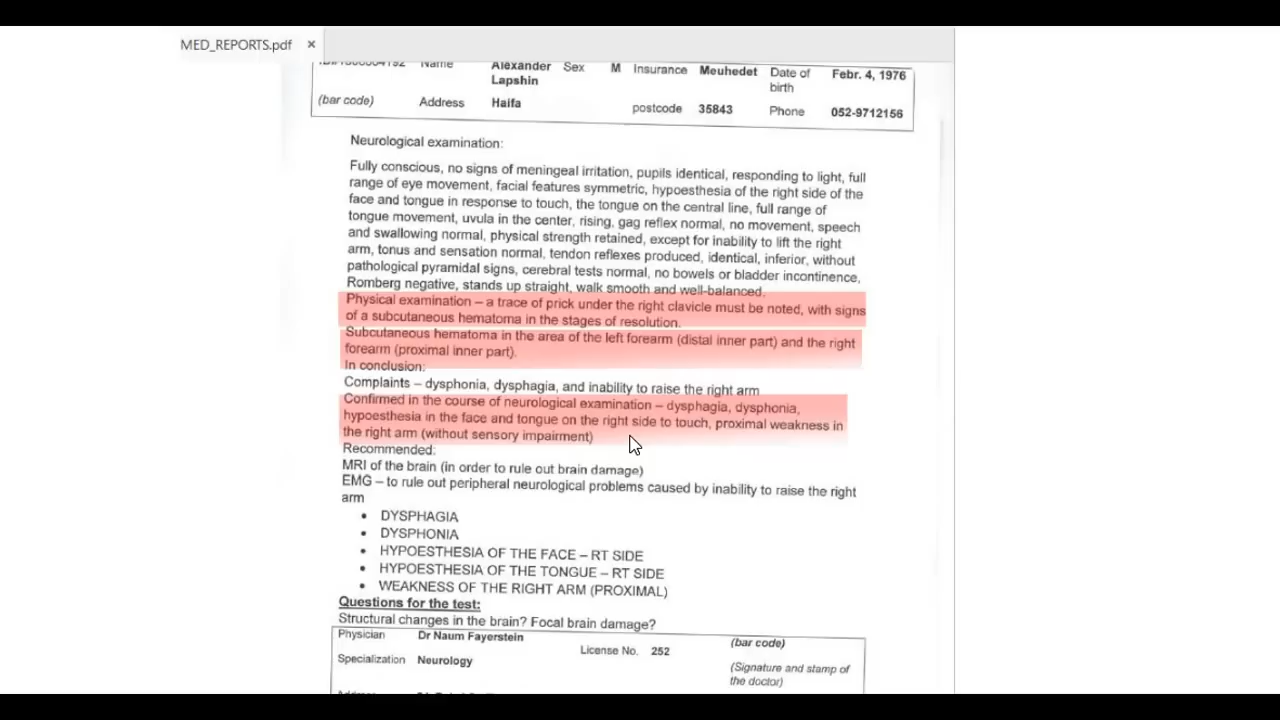 MED_REPORTS.pdf ×
Name Alexander Sex M Insurance Meuhedet Date of Febr. 4, 1976
Lapshin birth
(bar code) Address Haifa postcode 35843 Phone 052-9712156
Neurological examination:
Fully conscious, no signs of meningeal irritation, pupils identical, responding to light, full
range of eye movement, facial features symmetric, hypoesthesia of the right side of the
face and tongue in response to touch, the tongue on the central line, full range of
tongue movement, uvula in the center, rising, gag reflex normal, no movement, speech
and swallowing normal, physical strength retained, except for inability to lift the right
arm, tonus and sensation normal, tendon reflexes produced, identical, inferior, without
pathological pyramidal signs, cerebral tests normal, no bowels or bladder incontinence,
Romberg negative, stands up straight, walk smooth and well-balanced.
Physical examination – a trace of prick under the right clavicle must be noted, with signs
of a subcutaneous hematoma in the stages of resolution.
Subcutaneous hematoma in the area of the left forearm (distal inner part) and the right
forearm (proximal inner part).
In conclusion:
Complaints – dysphonia, dysphagia, and inability to raise the right arm
Confirmed in the course of neurological examination – dysphagia, dysphonia,
hypoesthesia in the face and tongue on the right side to touch, proximal weakness in
the right arm (without sensory impairment)
Recommended:
MRI of the brain (in order to rule out brain damage)
EMG – to rule out peripheral neurological problems caused by inability to raise the right
arm
• DYSPHAGIA
• DYSPHONIA
• HYPOESTHESIA OF THE FACE – RT SIDE
• HYPOESTHESIA OF THE TONGUE – RT SIDE
• WEAKNESS OF THE RIGHT ARM (PROXIMAL)
Questions for the test:
Structural changes in the brain? Focal brain damage?
Physician Dr Naum Fayerstein License No. 252 (bar code)
Specialization Neurology (Signature and stamp of
the doctor)